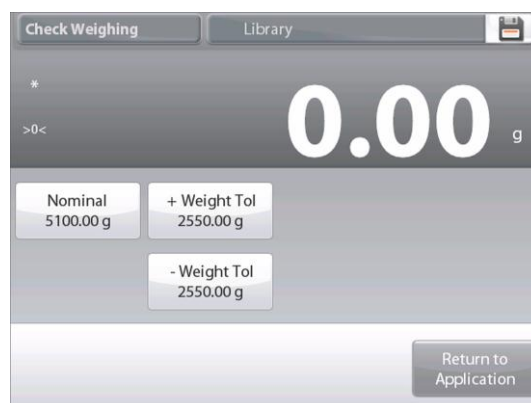 Check Weighing
Library
*
>0<
0.00 g
Nominal
5100.00 g
+ Weight Tol
2550.00 g
- Weight Tol
2550.00 g
Return to
Application